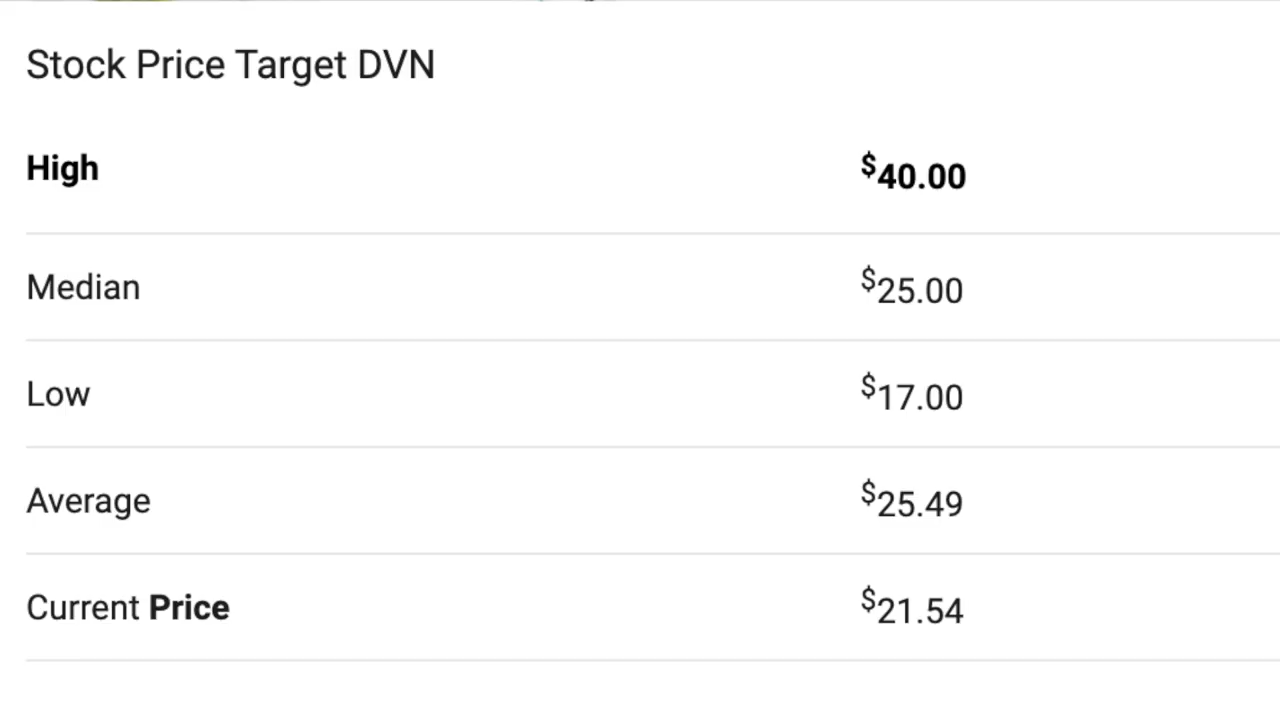 Stock Price Target DVN
High $40.00
Median $25.00
Low $17.00
Average $25.49
Current Price $21.54